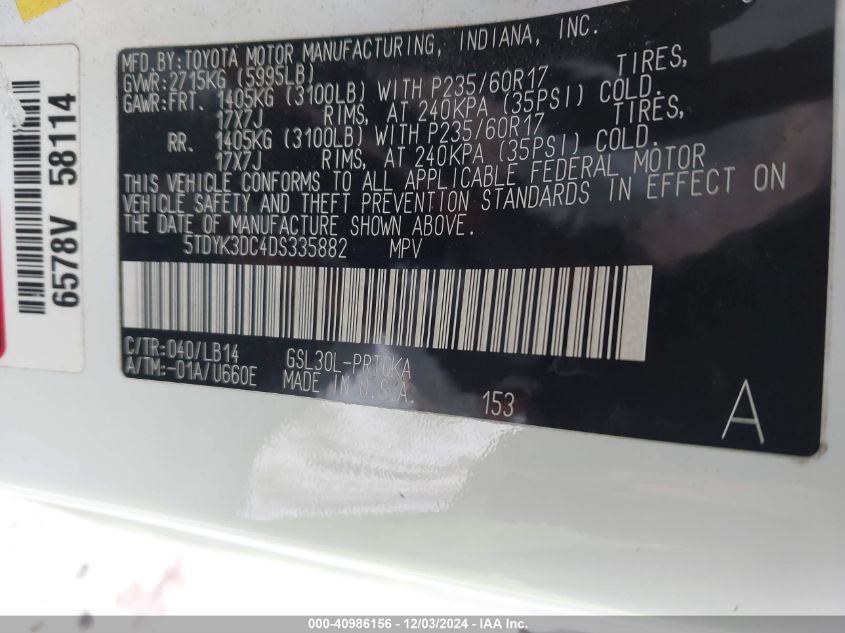 MFD.BY:TOYOTA MOTOR MANUFACTURING, INDIANA, INC.
GVWR:2715KG (5995LB)
GAWR:FRT. 1405KG (3100LB) WITH P235/60R17 TIRES,
17X7J RIMS, AT 240KPA (35PSI) COLD.
RR. 1405KG (3100LB) WITH P235/60R17 TIRES,
17X7J RIMS, AT 240KPA (35PSI) COLD.
THIS VEHICLE CONFORMS TO ALL APPLICABLE FEDERAL MOTOR
VEHICLE SAFETY AND THEFT PREVENTION STANDARDS IN EFFECT ON
THE DATE OF MANUFACTURE SHOWN ABOVE.
5TDYK3DC4DS335882 MPV
C/TR:040/LB14 GSL30L-PRTQKA
A/TM:-01A/U660E MADE IN U.S.A.
153
A
6578V 58114
000-40986156 - 12/03/2024 - IAA Inc.